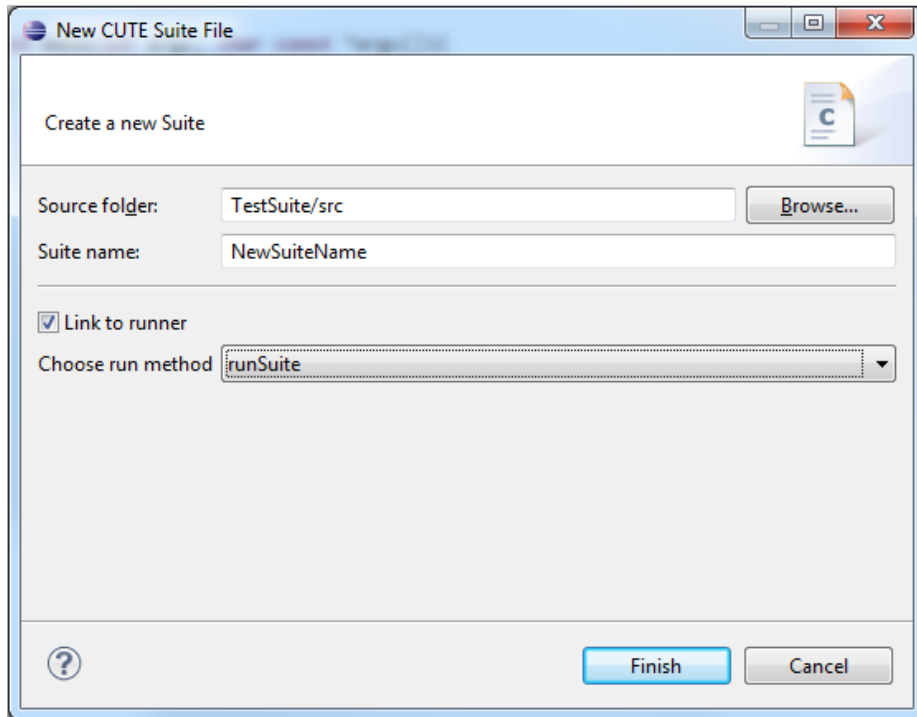 New CUTE Suite File
Create a new Suite
C
Source folder: TestSuite/src Browse...
Suite name: NewSuiteName
Link to runner
Choose run method runSuite
? Finish Cancel